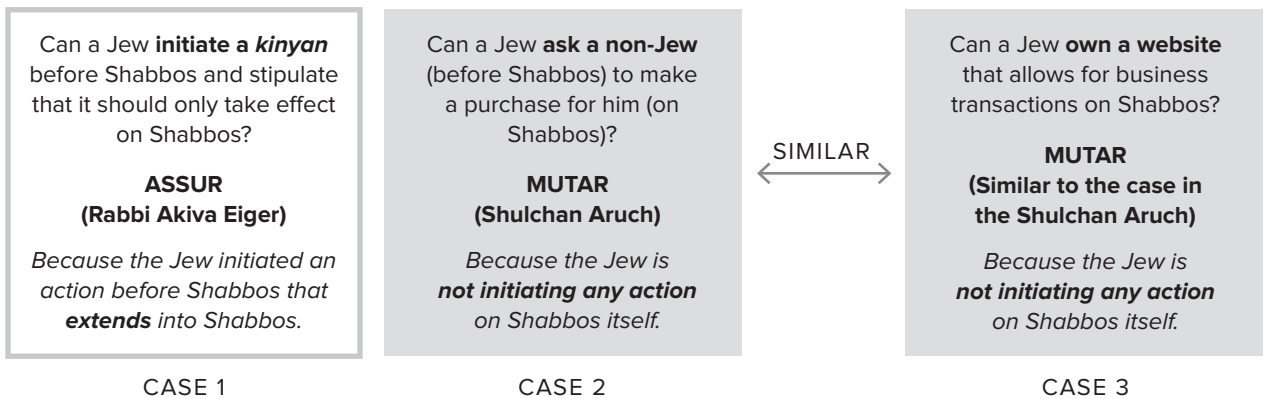 Can a Jew initiate a kinyan
before Shabbos and stipulate
that it should only take effect
on Shabbos?
ASSUR
(Rabbi Akiva Eiger)
Because the Jew initiated an
action before Shabbos that
extends into Shabbos.
CASE 1
Can a Jew ask a non-Jew
(before Shabbos) to make
a purchase for him (on
Shabbos)?
MUTAR
(Shulchan Aruch)
Because the Jew is
not initiating any action
on Shabbos itself.
CASE 2
SIMILAR
Can a Jew own a website
that allows for business
transactions on Shabbos?
MUTAR
(Similar to the case in
the Shulchan Aruch)
Because the Jew is
not initiating any action
on Shabbos itself.
CASE 3